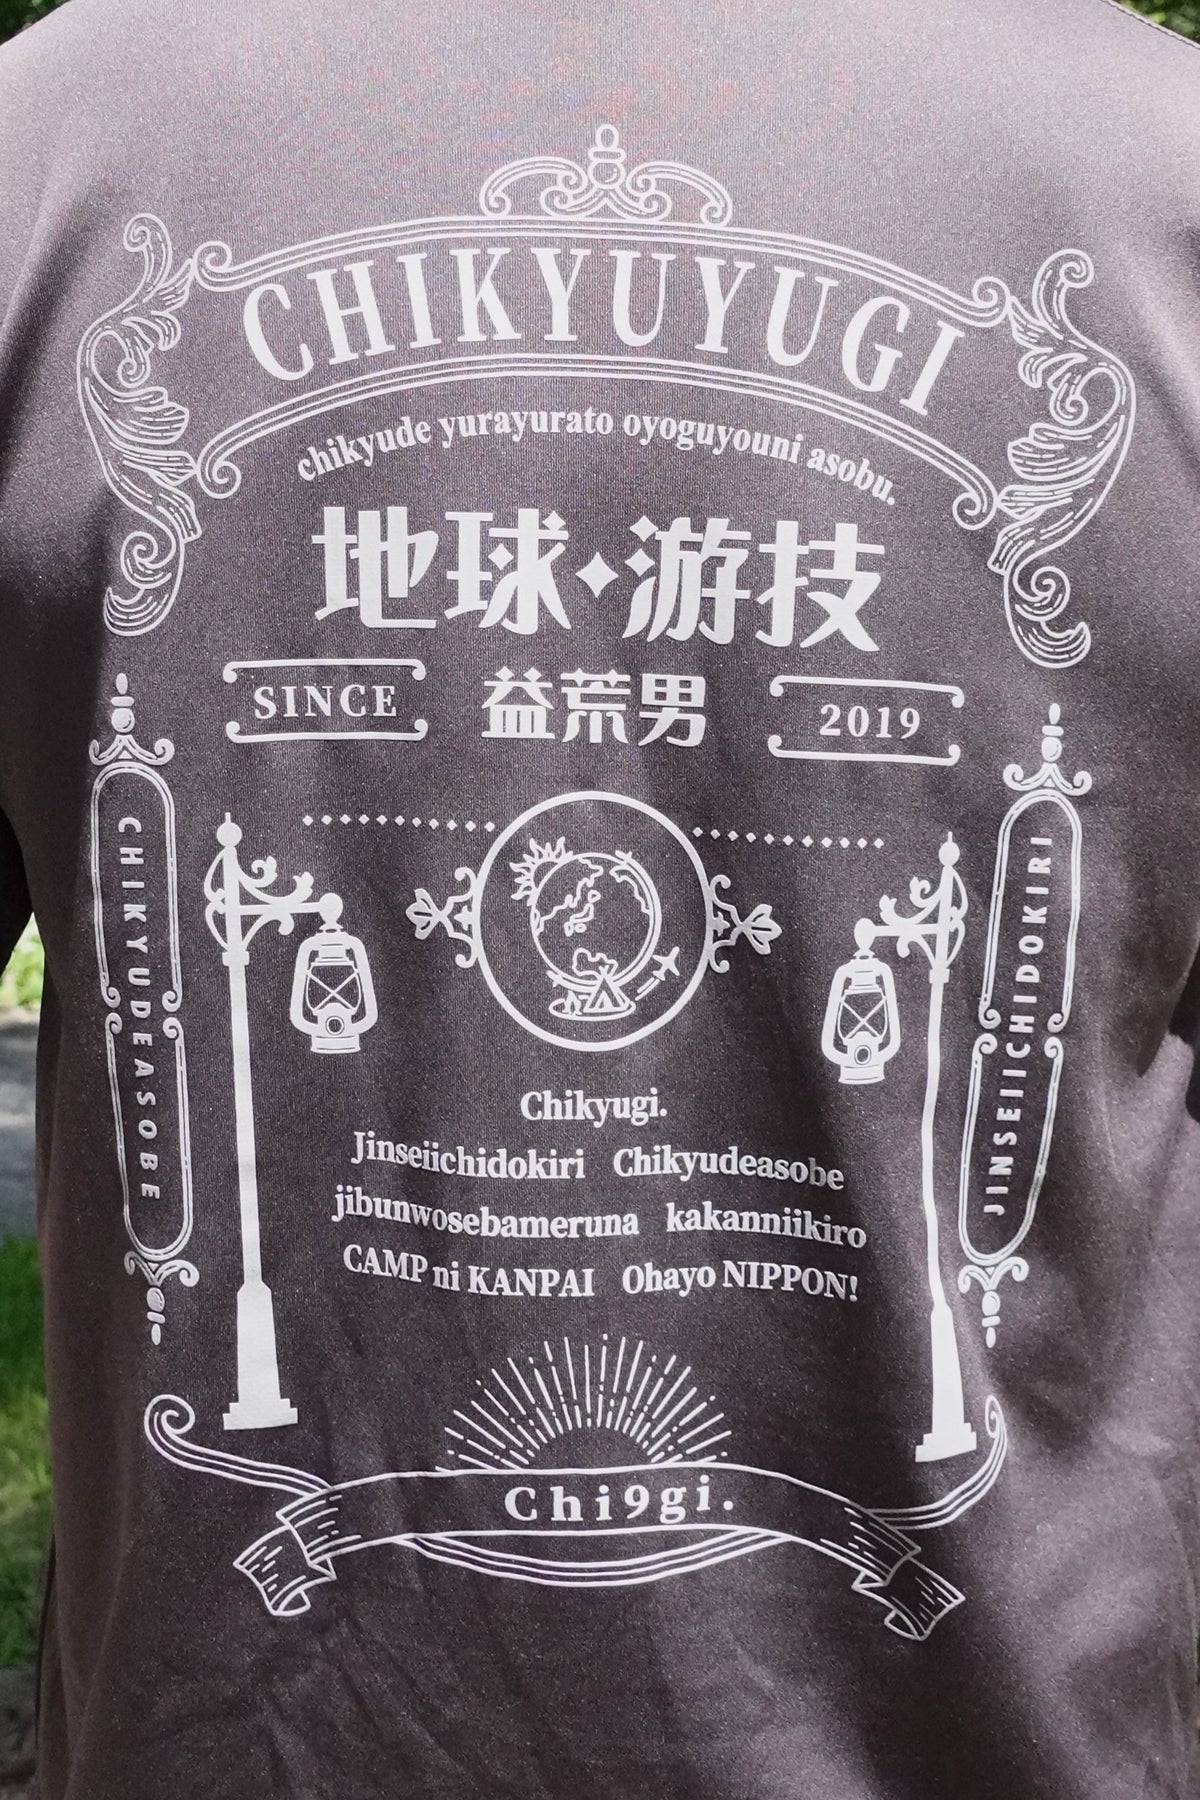 CHIKYUYUGI
chikyude yurayurato oyoguyouni asobu.
地球・游技
SINCE 益荒男 2019
CHIKYUDEASOBE
JINSEIICHIDOKIRI
Chikyugi.
Jinseiichidokiri Chikyudeasobe
jibunwosebameruna kakanniikiro
CAMP ni KANPAI Ohayo NIPPON!
Chi9gi.